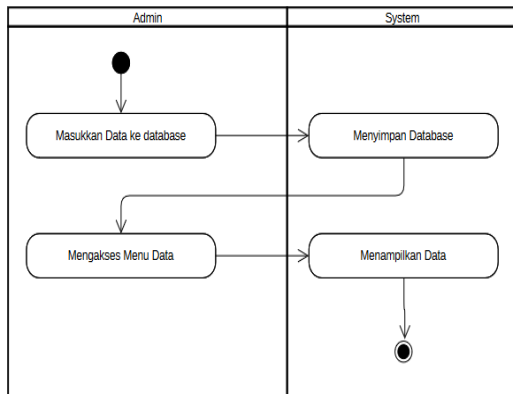 Admin
System
Masukkan Data ke database
Menyimpan Database
Mengakses Menu Data
Menampilkan Data